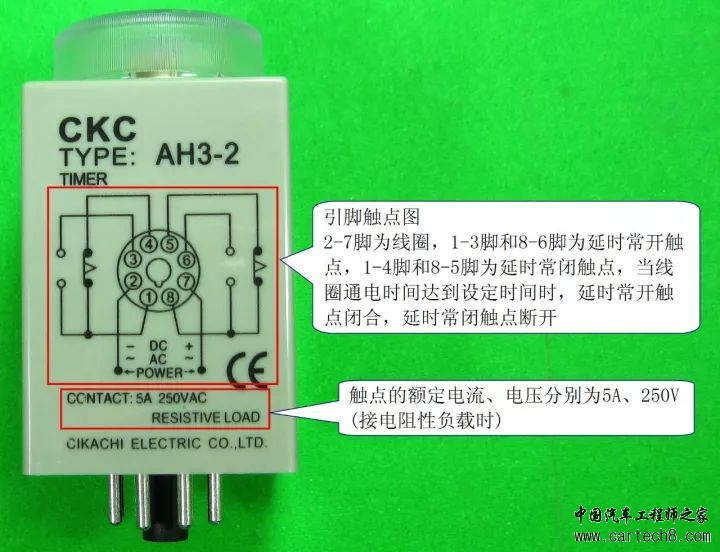 CKC
TYPE: AH3-2
TIMER
4 5
3 6
2 7
1 8
− DC +
~ AC ~
POWER
CE
CONTACT: 5A 250VAC
RESISTIVE LOAD
CIKACHI ELECTRIC CO.,LTD.
引脚触点图
2-7脚为线圈，1-3脚和8-6脚为延时常开触
点，1-4脚和8-5脚为延时常闭触点，当线
圈通电时间达到设定时间时，延时常开触
点闭合，延时常闭触点断开
触点的额定电流、电压分别为5A、250V
(接电阻性负载时)
中国汽车工程师之家
www.cartech8.com